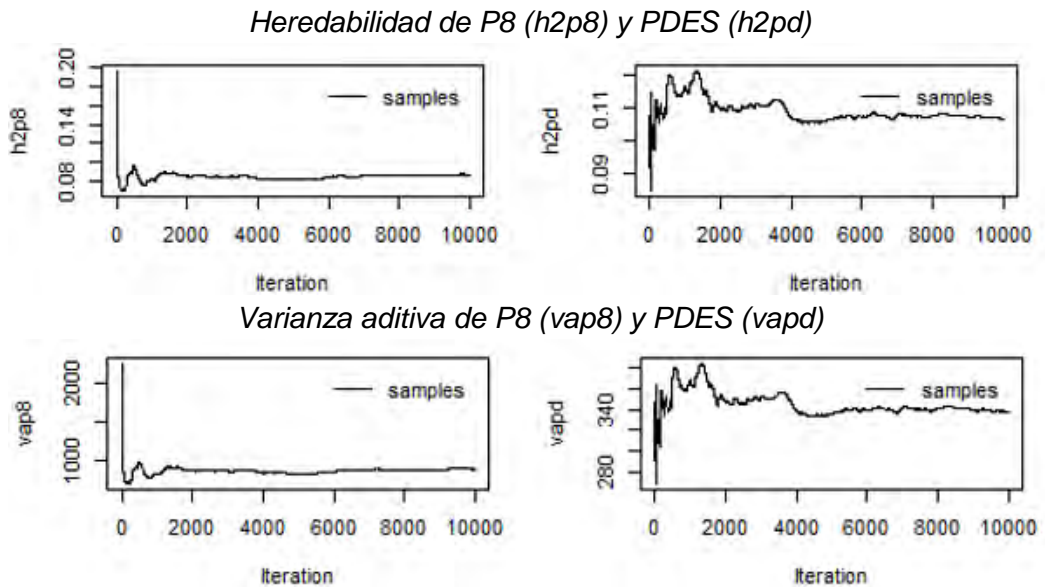 Heredabilidad de P8 (h2p8) y PDES (h2pd)
h2p8
0.20
0.14
0.08
samples
0 2000 4000 6000 8000 10000
Iteration
h2pd
0.11
0.09
samples
0 2000 4000 6000 8000 10000
Iteration
Varianza aditiva de P8 (vap8) y PDES (vapd)
vap8
2000
1000
samples
0 2000 4000 6000 8000 10000
Iteration
vapd
340
280
samples
0 2000 4000 6000 8000 10000
Iteration